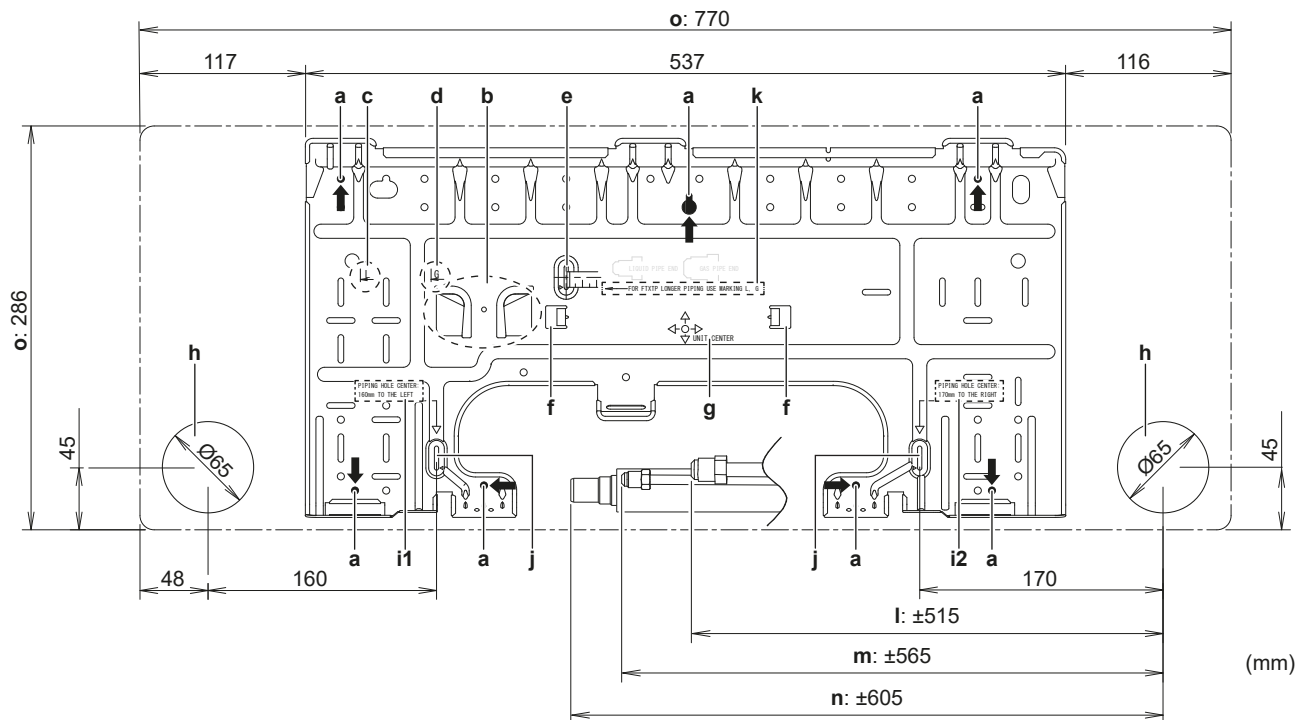 o: 770
117
537
116
a
c
d
b
e
a
k
a
L
G
LIQUID PIPE END
GAS PIPE END
FOR FTXTP LONGER PIPING USE MARKING L, G
o: 286
UNIT CENTER
h
h
PIPING HOLE CENTER
160mm TO THE LEFT
f
g
f
PIPING HOLE CENTER
170mm TO THE RIGHT
45
Ø65
Ø65
45
a
i1
a
j
j
a
i2
a
48
160
170
l: ±515
m: ±565
(mm)
n: ±605